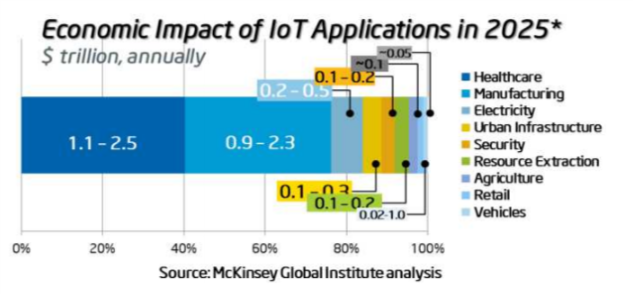 Economic Impact of IoT Applications in 2025*
$ trillion, annually
~0.05
~0.1
0.1 – 0.2
0.2 – 0.5
1.1 – 2.5
0.9 – 2.3
0.1 – 0.3
0.1 – 0.2
0.02-1.0
Healthcare
Manufacturing
Electricity
Urban Infrastructure
Security
Resource Extraction
Agriculture
Retail
Vehicles
0%
20%
40%
60%
80%
100%
Source: McKinsey Global Institute analysis